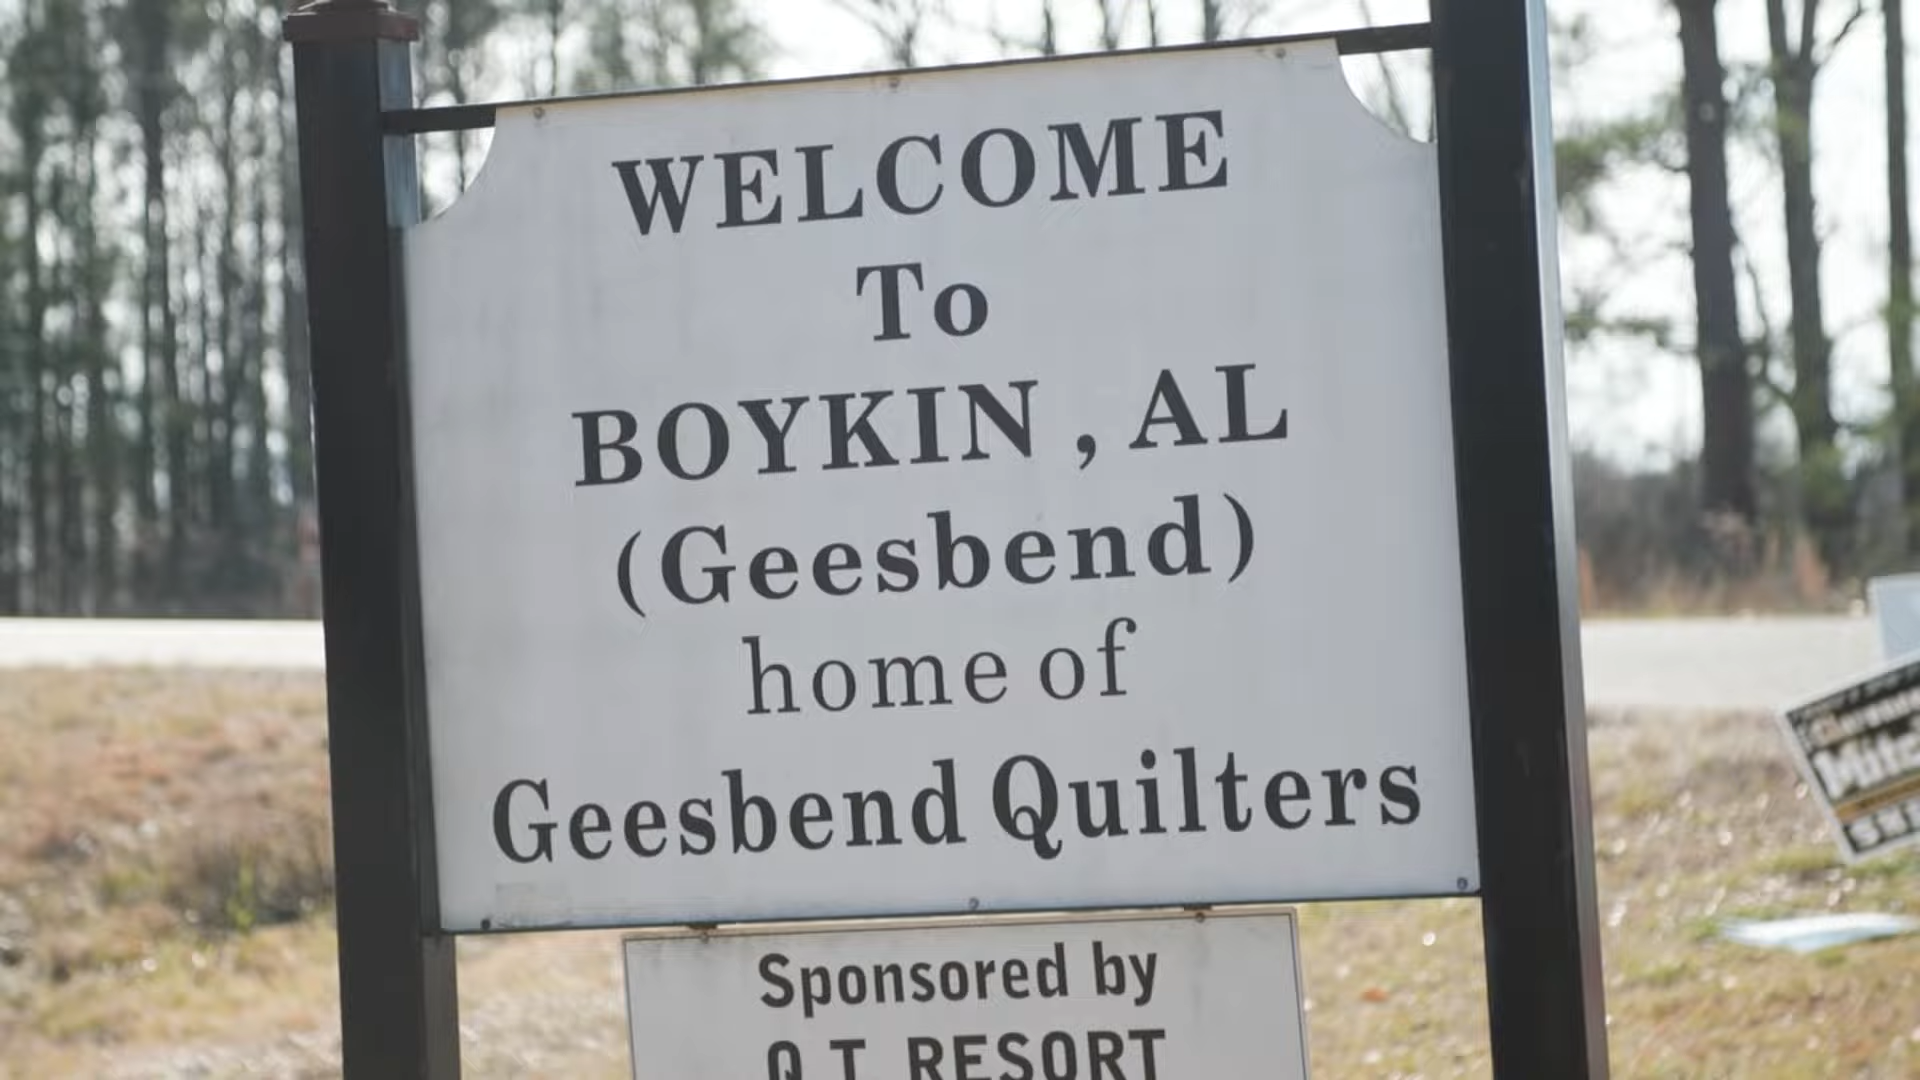 WELCOME
To
BOYKIN , AL
(Geesbend)
home of
Geesbend Quilters
Sponsored by
Q T RESORT